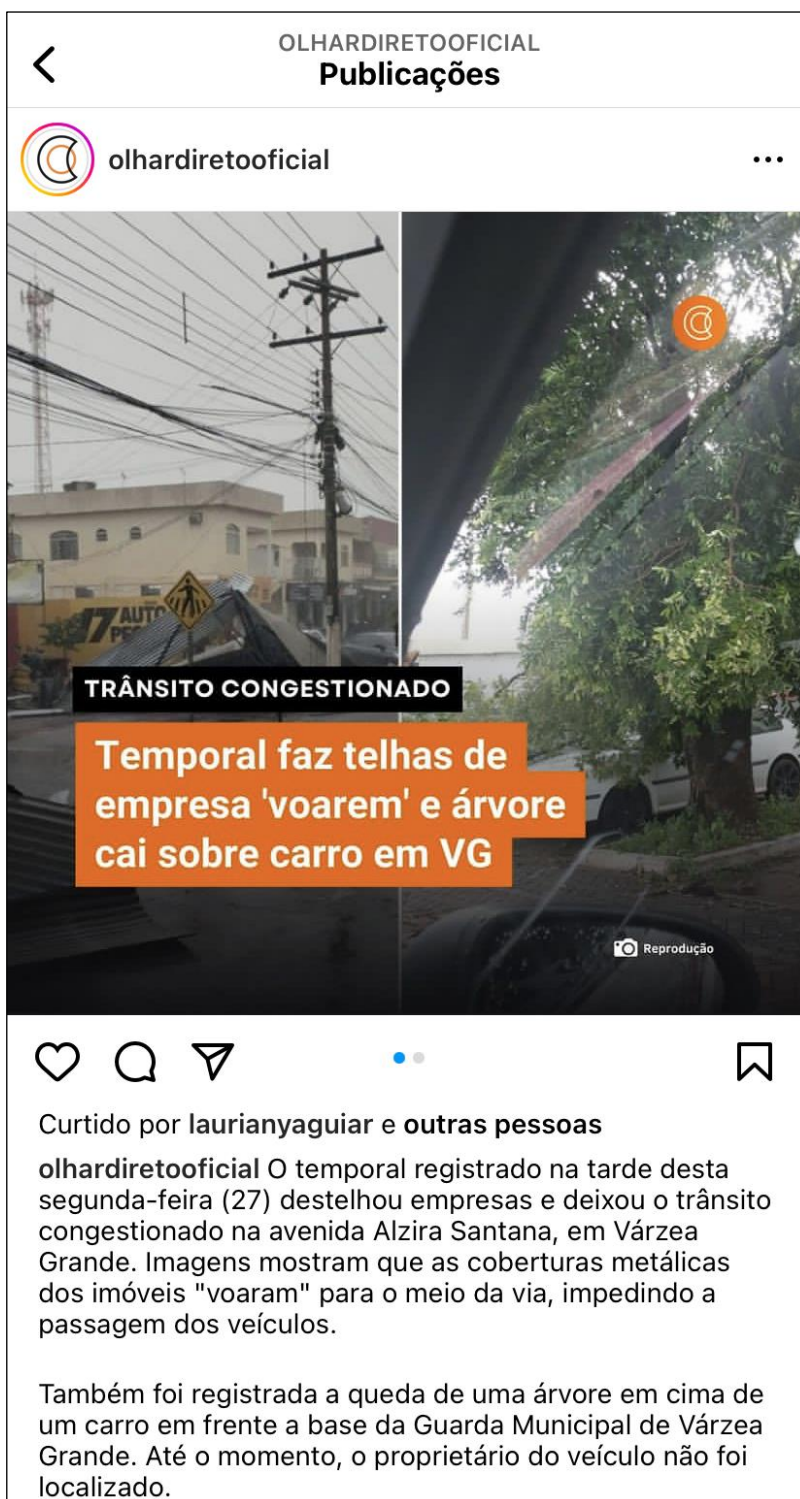 OLHARDIRETOOFICIAL
Publicações
olhardiretooficial
AUTO
TRÂNSITO CONGESTIONADO
Temporal faz telhas de
empresa 'voarem' e árvore
cai sobre carro em VG
Reprodução
Curtido por laurianyaguiar e outras pessoas
olhardiretooficial O temporal registrado na tarde desta
segunda-feira (27) destelhou empresas e deixou o trânsito
congestionado na avenida Alzira Santana, em Várzea
Grande. Imagens mostram que as coberturas metálicas
dos imóveis "voaram" para o meio da via, impedindo a
passagem dos veículos.
Também foi registrada a queda de uma árvore em cima de
um carro em frente a base da Guarda Municipal de Várzea
Grande. Até o momento, o proprietário do veículo não foi
localizado.